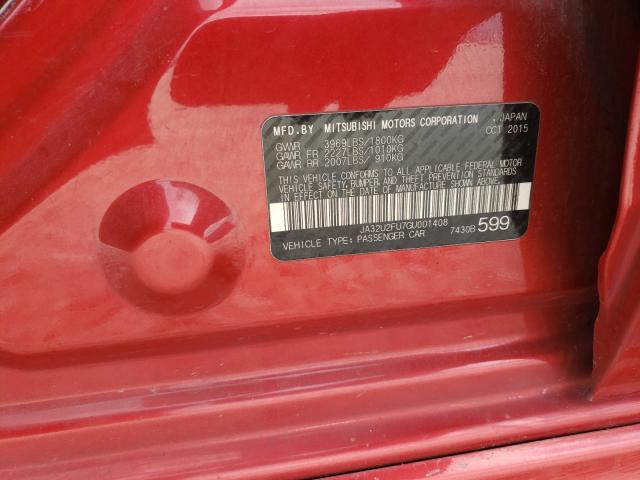 MFD.BY MITSUBISHI MOTORS CORPORATION , JAPAN
GVWR 3969LBS/1800KG OCT 2015
GAWR FR 2227LBS/1010KG
GAWR RR 2007LBS/ 910KG
THIS VEHICLE CONFORMS TO ALL APPLICABLE FEDERAL MOTOR
VEHICLE SAFETY, BUMPER AND THEFT PREVENTION STANDARDS
IN EFFECT ON THE DATE OF MANUFACTURE SHOWN ABOVE.
JA32U2FU7GU001408
VEHICLE TYPE: PASSENGER CAR 7430B 599